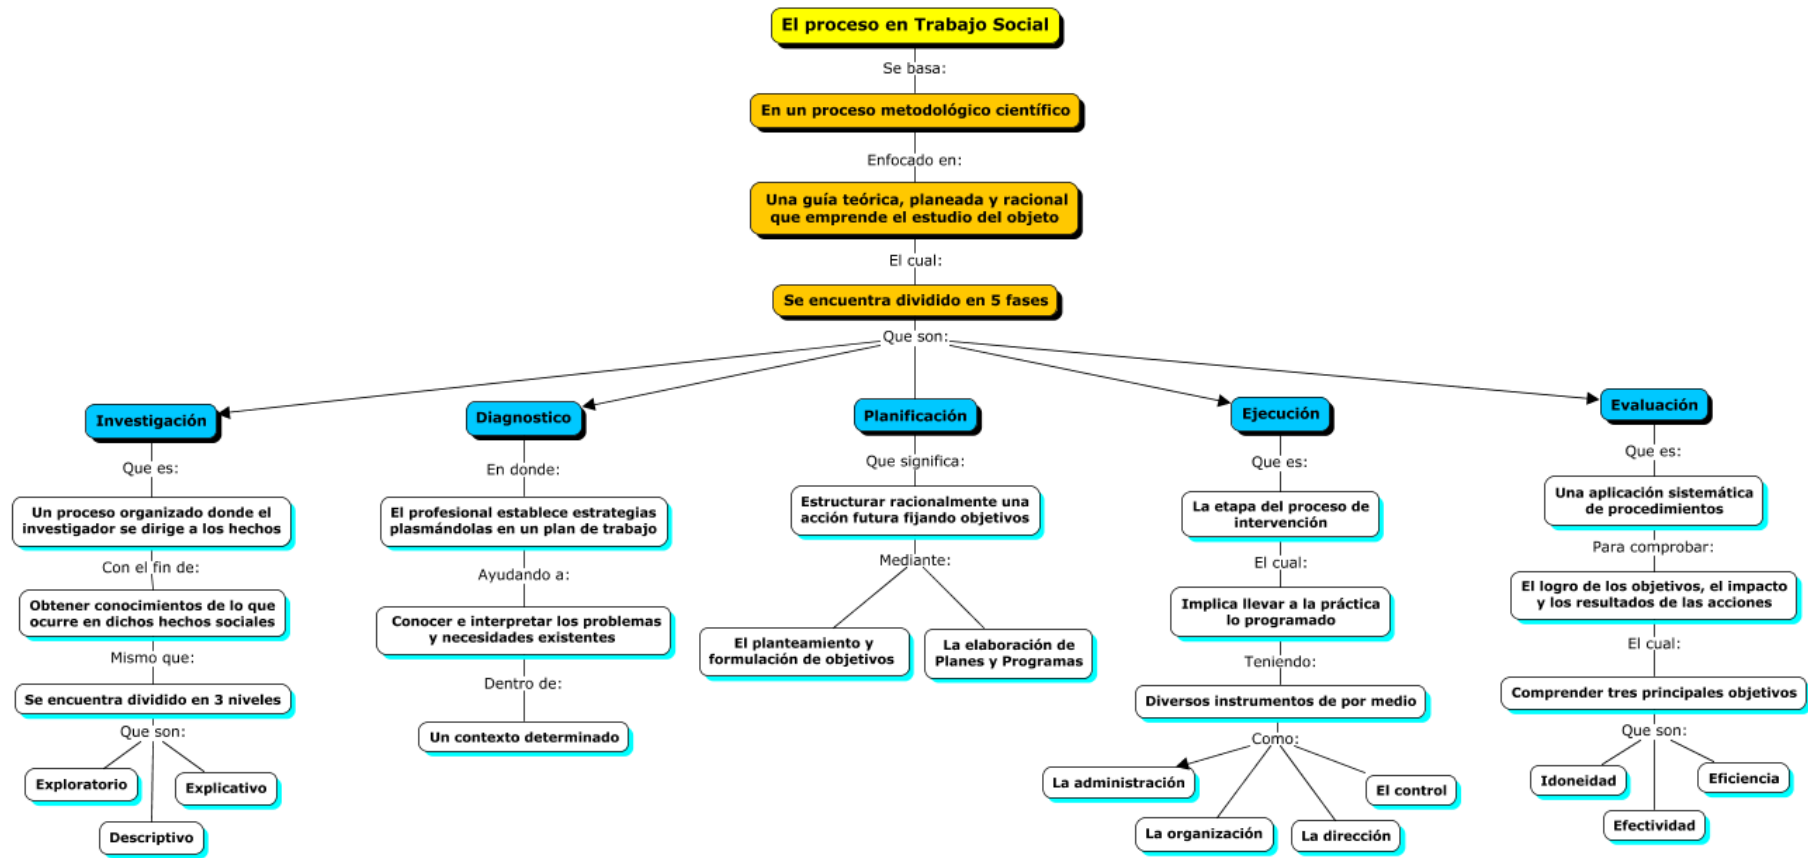 El proceso en Trabajo Social
Se basa:
En un proceso metodológico científico
Enfocado en:
Una guía teórica, planeada y racional
que emprende el estudio del objeto
El cual:
Se encuentra dividido en 5 fases
Que son:
Investigación
Que es:
Un proceso organizado donde el
investigador se dirige a los hechos
Con el fin de:
Obtener conocimientos de lo que
ocurre en dichos hechos sociales
Mismo que:
Se encuentra dividido en 3 niveles
Que son:
Exploratorio
Explicativo
Descriptivo
Diagnostico
En donde:
El profesional establece estrategias
plasmándolas en un plan de trabajo
Ayudando a:
Conocer e interpretar los problemas
y necesidades existentes
Dentro de:
Un contexto determinado
Planificación
Que significa:
Estructurar racionalmente una
acción futura fijando objetivos
Mediante:
El planteamiento y
formulación de objetivos
La elaboración de
Planes y Programas
Ejecución
Que es:
La etapa del proceso de
intervención
El cual:
Implica llevar a la práctica
lo programado
Teniendo:
Diversos instrumentos de por medio
Como:
La administración
La organización
La dirección
El control
Evaluación
Que es:
Una aplicación sistemática
de procedimientos
Para comprobar:
El logro de los objetivos, el impacto
y los resultados de las acciones
El cual:
Comprender tres principales objetivos
Que son:
Idoneidad
Efectividad
Eficiencia